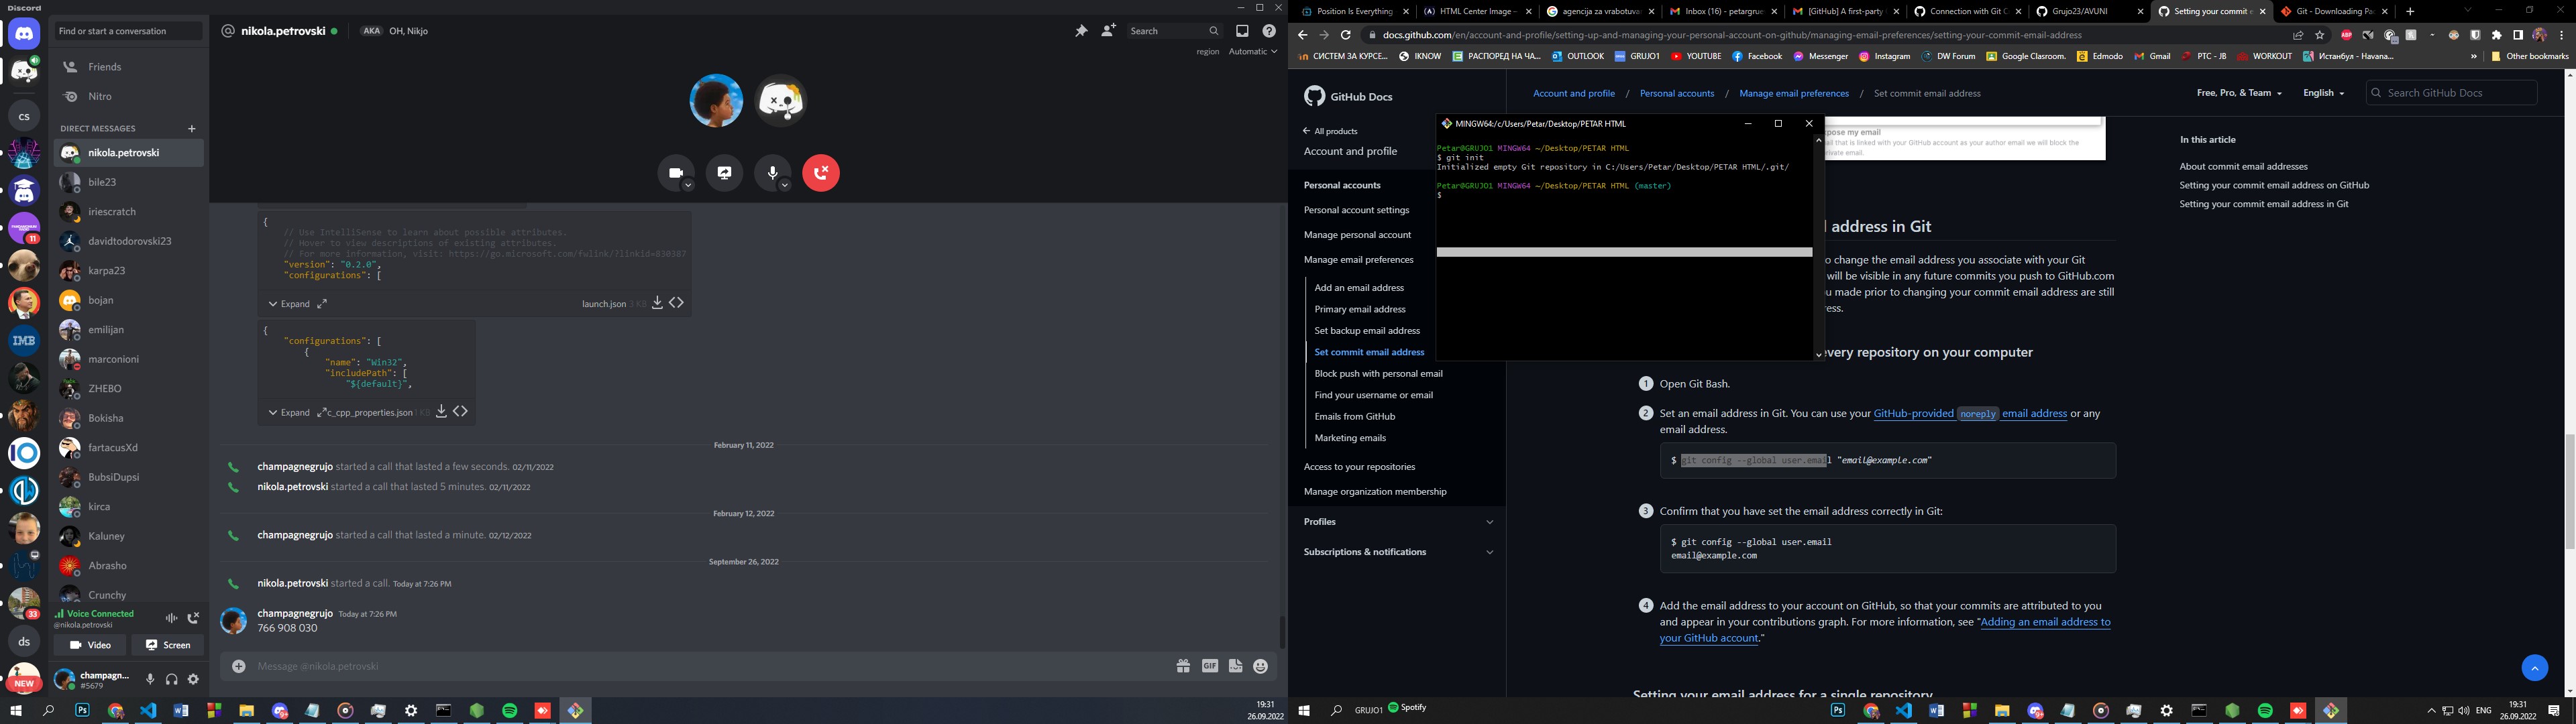 Discord
Find or start a conversation
Friends
Nitro
DIRECT MESSAGES
nikola.petrovski
bile23
iriescratch
davidtodorovski23
karpa23
bojan
emilijan
marconioni
ZHEBO
Bokisha
fartacusXd
BubsiDupsi
kirca
Kaluney
Abrasho
Crunchy
CS
IMB
ds
NEW
11
33
Voice Connected
@nikola.petrovski
Video
Screen
champagn...
#5679
nikola.petrovski
AKA OH, Nikjo
Search
region Automatic
{
// Use IntelliSense to learn about possible attributes.
// Hover to view descriptions of existing attributes.
// For more information, visit: https://go.microsoft.com/fwlink/?linkid=830387
"version": "0.2.0",
"configurations": [
Expand
launch.json
{
"configurations": [
{
"name": "Win32",
"includePath": [
"${default}",
Expand
c_cpp_properties.json
February 11, 2022
champagnegrujo started a call that lasted a few seconds. 02/11/2022
nikola.petrovski started a call that lasted 5 minutes. 02/11/2022
February 12, 2022
champagnegrujo started a call that lasted a minute. 02/12/2022
September 26, 2022
nikola.petrovski started a call. Today at 7:26 PM
champagnegrujo Today at 7:26 PM
766 908 030
Message @nikola.petrovski
GIF
19:31
26.09.2022
Position Is Everything
HTML Center Image –
agencija za vrabotuva
Inbox (16) - petargrue
[GitHub] A first-party
Connection with Git C
Grujo23/AVUNI
Setting your commit e
Git - Downloading Pac
docs.github.com/en/account-and-profile/setting-up-and-managing-your-personal-account-on-github/managing-email-preferences/setting-your-commit-email-address
СИСТЕМ ЗА КУРСЕ...
IKNOW
РАСПОРЕД НА ЧА...
OUTLOOK
GRUJO1
YOUTUBE
Facebook
Messenger
Instagram
DW Forum
Google Clasroom.
Edmodo
Gmail
PTC - JB
WORKOUT
Истанбул - Havana...
Other bookmarks
GitHub Docs
Account and profile / Personal accounts / Manage email preferences / Set commit email address
Free, Pro, & Team
English
Search GitHub Docs
All products
Account and profile
Personal accounts
Personal account settings
Manage personal account
Manage email preferences
Add an email address
Primary email address
Set backup email address
Set commit email address
Block push with personal email
Find your username or email
Emails from GitHub
Marketing emails
Access to your repositories
Manage organization membership
Profiles
Subscriptions & notifications
MINGW64:/c/Users/Petar/Desktop/PETAR HTML
Petar@GRUJO1 MINGW64 ~/Desktop/PETAR HTML
$ git init
Initialized empty Git repository in C:/Users/Petar/Desktop/PETAR HTML/.git/
Petar@GRUJO1 MINGW64 ~/Desktop/PETAR HTML (master)
$
pose my email
ail that is linked with your GitHub account as your author email we will block the
rivate email.
l address in Git
o change the email address you associate with your Git
will be visible in any future commits you push to GitHub.com
u made prior to changing your commit email address are still
ess.
every repository on your computer
1 Open Git Bash.
2 Set an email address in Git. You can use your GitHub-provided noreply email address or any
email address.
$ git config --global user.email "email@example.com"
3 Confirm that you have set the email address correctly in Git:
$ git config --global user.email
email@example.com
4 Add the email address to your account on GitHub, so that your commits are attributed to you
and appear in your contributions graph. For more information, see "Adding an email address to
your GitHub account."
Setting your email address for a single repository
In this article
About commit email addresses
Setting your commit email address on GitHub
Setting your commit email address in Git
GRUJO1
Spotify
ENG
19:31
26.09.2022